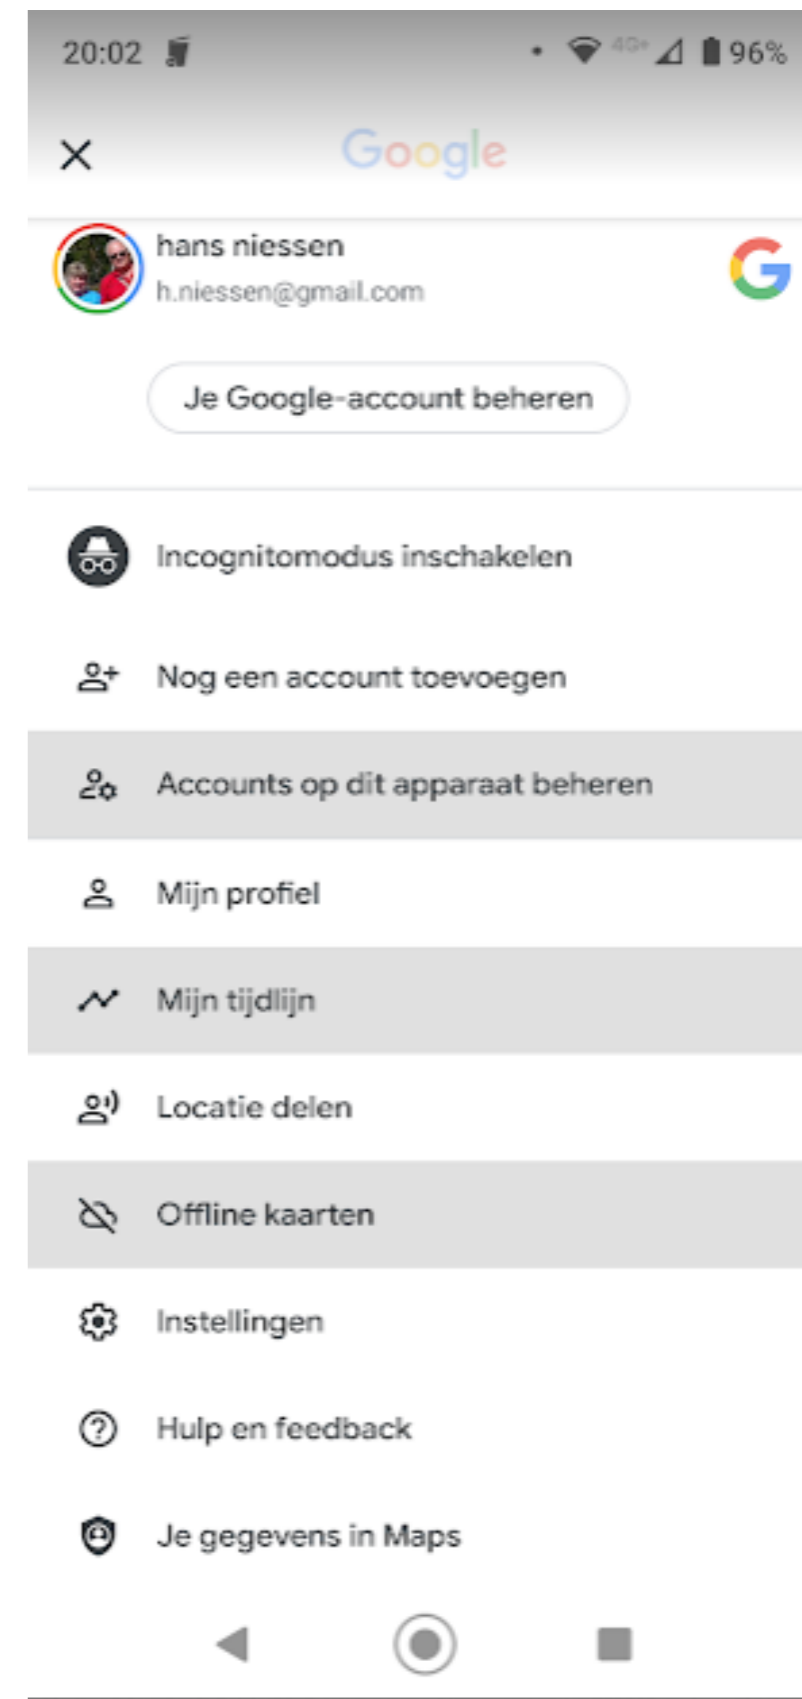 20:02 4G+ 96%
Google
hans niessen
h.niessen@gmail.com
Je Google-account beheren
Incognitomodus inschakelen
Nog een account toevoegen
Accounts op dit apparaat beheren
Mijn profiel
Mijn tijdlijn
Locatie delen
Offline kaarten
Instellingen
Hulp en feedback
Je gegevens in Maps